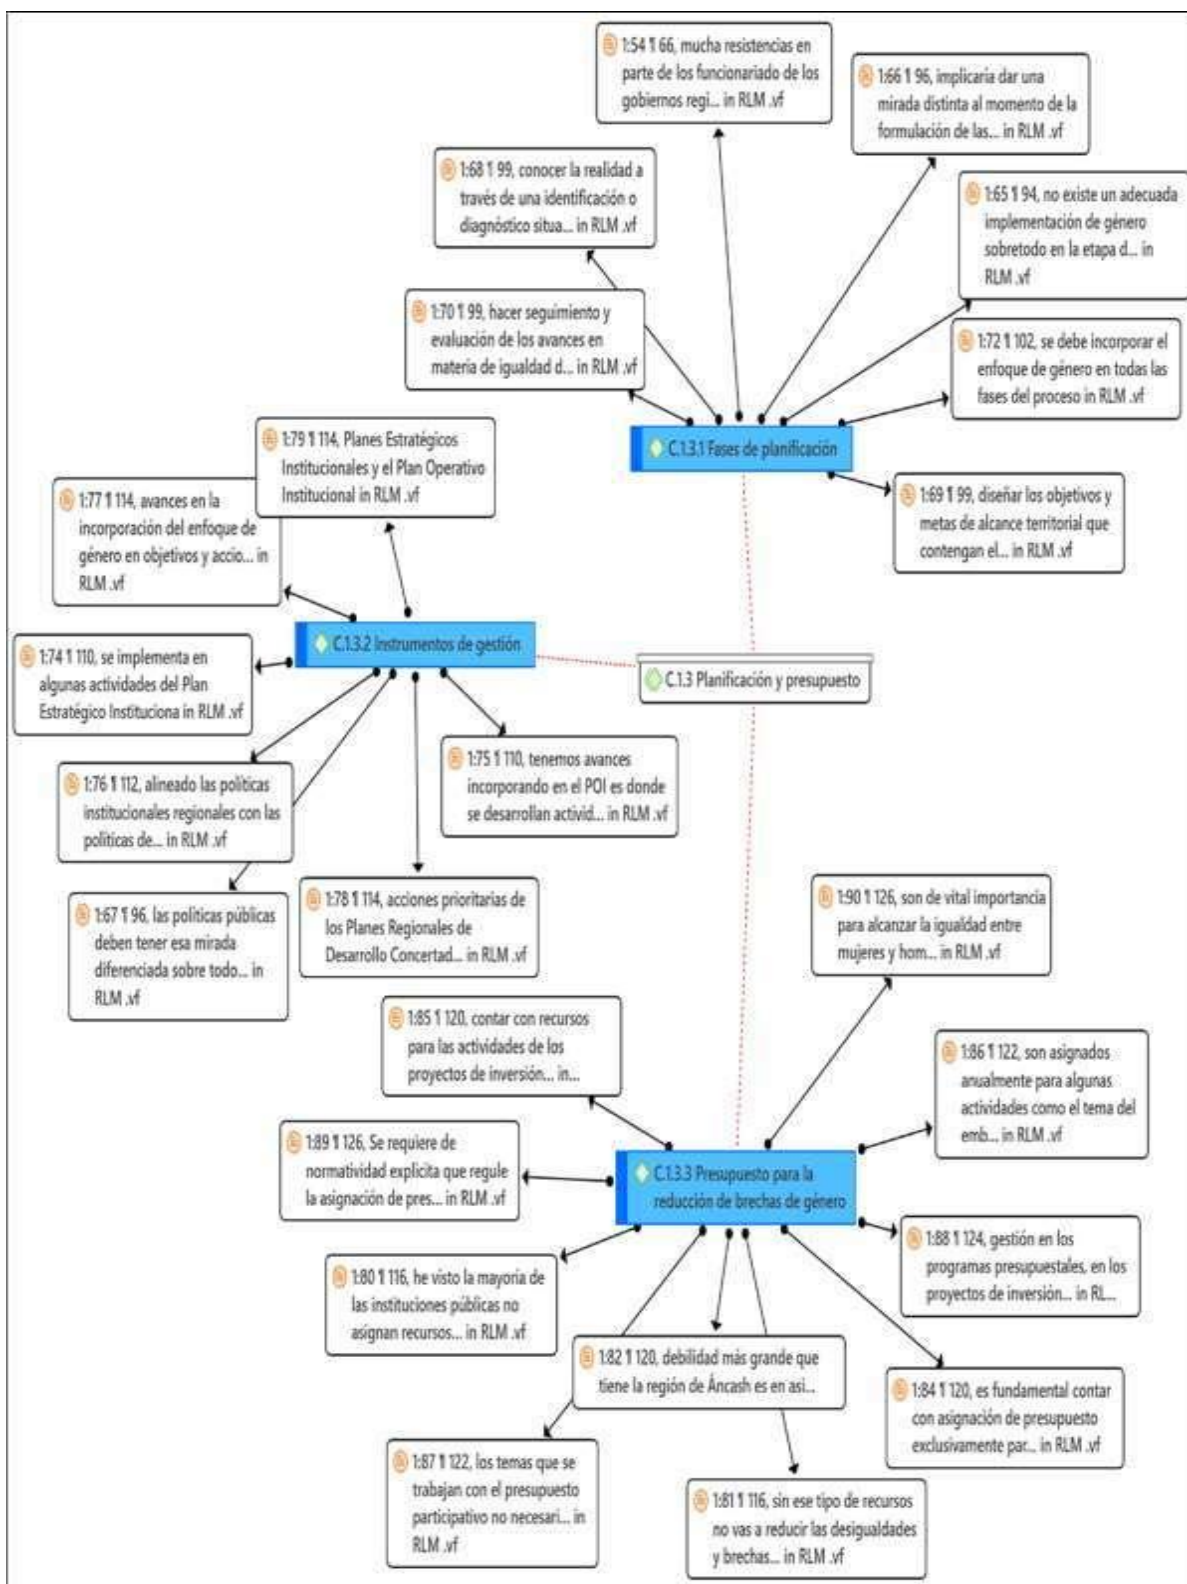 1:54 ¶ 66, mucha resistencias en
parte de los funcionariado de los
gobiernos regi... in RLM .vf
1:66 ¶ 96, implicaria dar una
mirada distinta al momento de la
formulación de las... in RLM .vf
1:68 ¶ 99, conocer la realidad a
través de una identificación o
diagnóstico situa... in RLM .vf
1:65 ¶ 94, no existe un adecuada
implementación de género
sobretodo en la etapa d... in
RLM .vf
1:70 ¶ 99, hacer seguimiento y
evaluación de los avances en
materia de igualdad d... in RLM .vf
1:72 ¶ 102, se debe incorporar el
enfoque de género en todas las
fases del proceso in RLM .vf
C.1.3.1 Fases de planificación
1:69 ¶ 99, diseñar los objetivos y
metas de alcance territorial que
contengan el... in RLM .vf
1:79 ¶ 114, Planes Estratégicos
Institucionales y el Plan Operativo
Institucional in RLM .vf
1:77 ¶ 114, avances en la
incorporación del enfoque de
género en objetivos y accio... in
RLM .vf
C.1.3.2 Instrumentos de gestión
1:74 ¶ 110, se implementa en
algunas actividades del Plan
Estratégico Instituciona in RLM .vf
C.1.3 Planificación y presupuesto
1:76 ¶ 112, alineado las políticas
institucionales regionales con las
políticas de... in RLM .vf
1:75 ¶ 110, tenemos avances
incorporando en el POI es donde
se desarrollan activid... in RLM .vf
1:67 ¶ 96, las políticas públicas
deben tener esa mirada
diferenciada sobre todo... in
RLM .vf
1:78 ¶ 114, acciones prioritarias de
los Planes Regionales de
Desarrollo Concertad... in RLM .vf
1:90 ¶ 126, son de vital importancia
para alcanzar la igualdad entre
mujeres y hom... in RLM .vf
1:85 ¶ 120, contar con recursos
para las actividades de los
proyectos de inversión... in...
1:86 ¶ 122, son asignados
anualmente para algunas
actividades como el tema del
emb... in RLM .vf
1:89 ¶ 126, Se requiere de
normatividad explicita que regule
la asignación de pres... in RLM .vf
C.1.3.3 Presupuesto para la
reducción de brechas de género
1:88 ¶ 124, gestión en los
programas presupuestales, en los
proyectos de inversión... in RL...
1:80 ¶ 116, he visto la mayoría de
las instituciones públicas no
asignan recursos... in RLM .vf
1:82 ¶ 120, debilidad más grande que
tiene la región de Áncash es en asi...
1:84 ¶ 120, es fundamental contar
con asignación de presupuesto
exclusivamente par... in RLM .vf
1:87 ¶ 122, los temas que se
trabajan con el presupuesto
participativo no necesari... in
RLM .vf
1:81 ¶ 116, sin ese tipo de recursos
no vas a reducir las desigualdades
y brechas... in RLM .vf